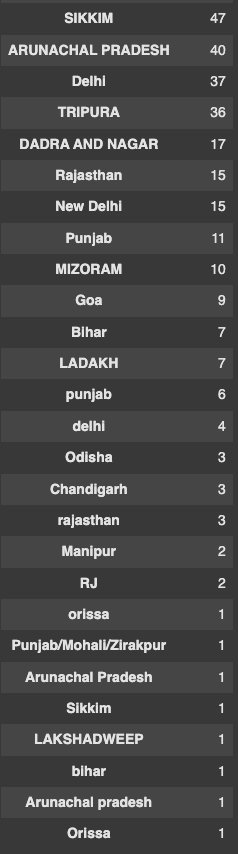 SIKKIM 47
ARUNACHAL PRADESH 40
Delhi 37
TRIPURA 36
DADRA AND NAGAR 17
Rajasthan 15
New Delhi 15
Punjab 11
MIZORAM 10
Goa 9
Bihar 7
LADAKH 7
punjab 6
delhi 4
Odisha 3
Chandigarh 3
rajasthan 3
Manipur 2
RJ 2
orissa 1
Punjab/Mohali/Zirakpur 1
Arunachal Pradesh 1
Sikkim 1
LAKSHADWEEP 1
bihar 1
Arunachal pradesh 1
Orissa 1